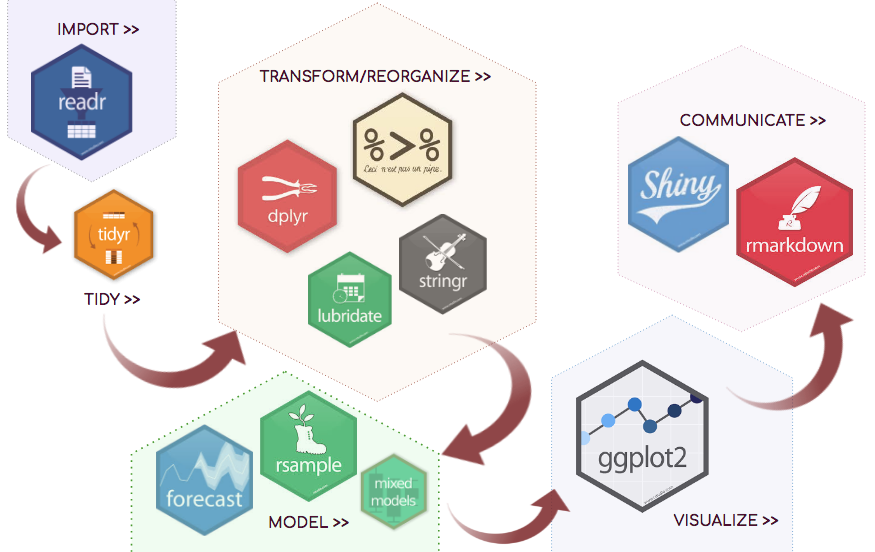 IMPORT >>
readr
tidyr
TIDY >>
TRANSFORM/REORGANIZE >>
%>%
Ceci n'est pas un pipe.
dplyr
stringr
lubridate
forecast
rsample
mixed
models
MODEL >>
ggplot2
VISUALIZE >>
COMMUNICATE >>
Shiny
rmarkdown